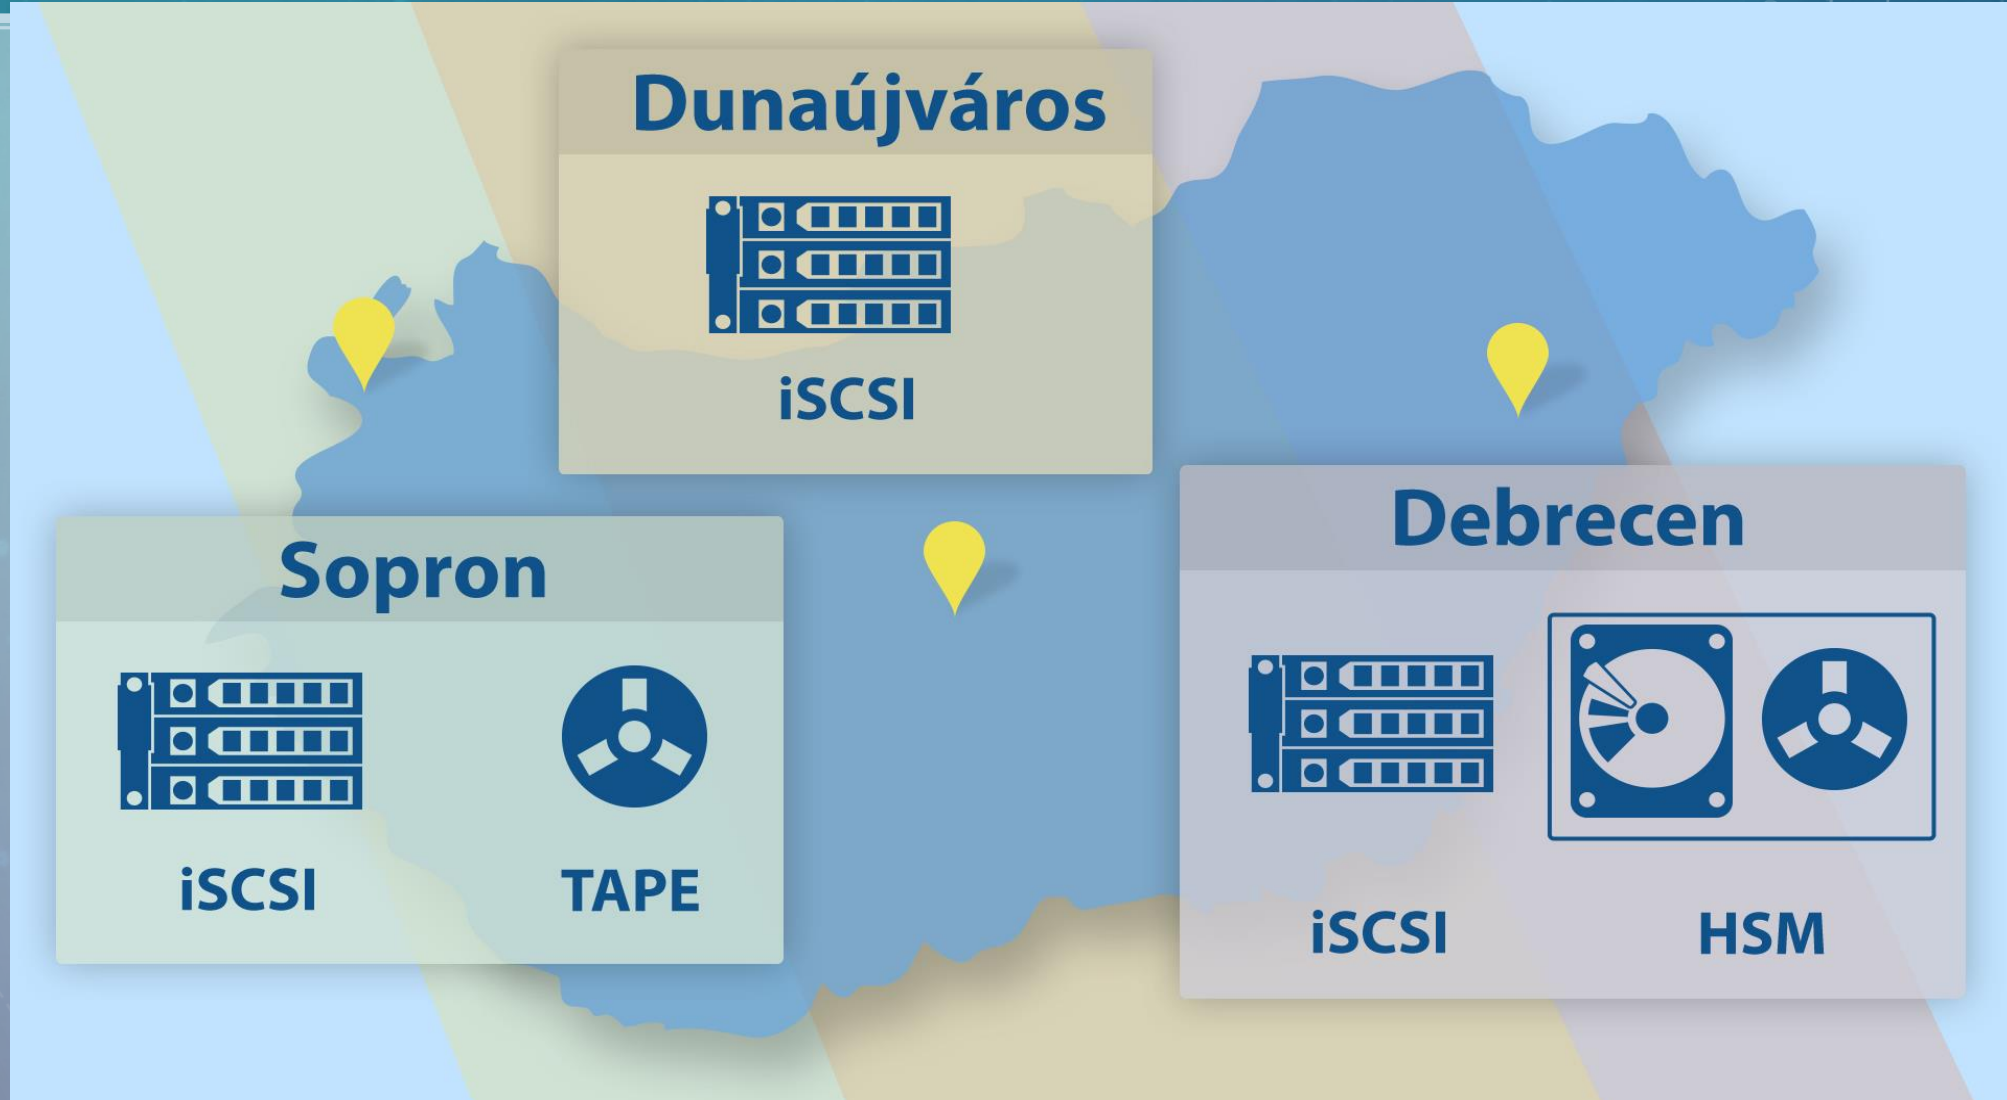 Dunaújváros
iSCSI
Sopron
iSCSI
TAPE
Debrecen
iSCSI
HSM